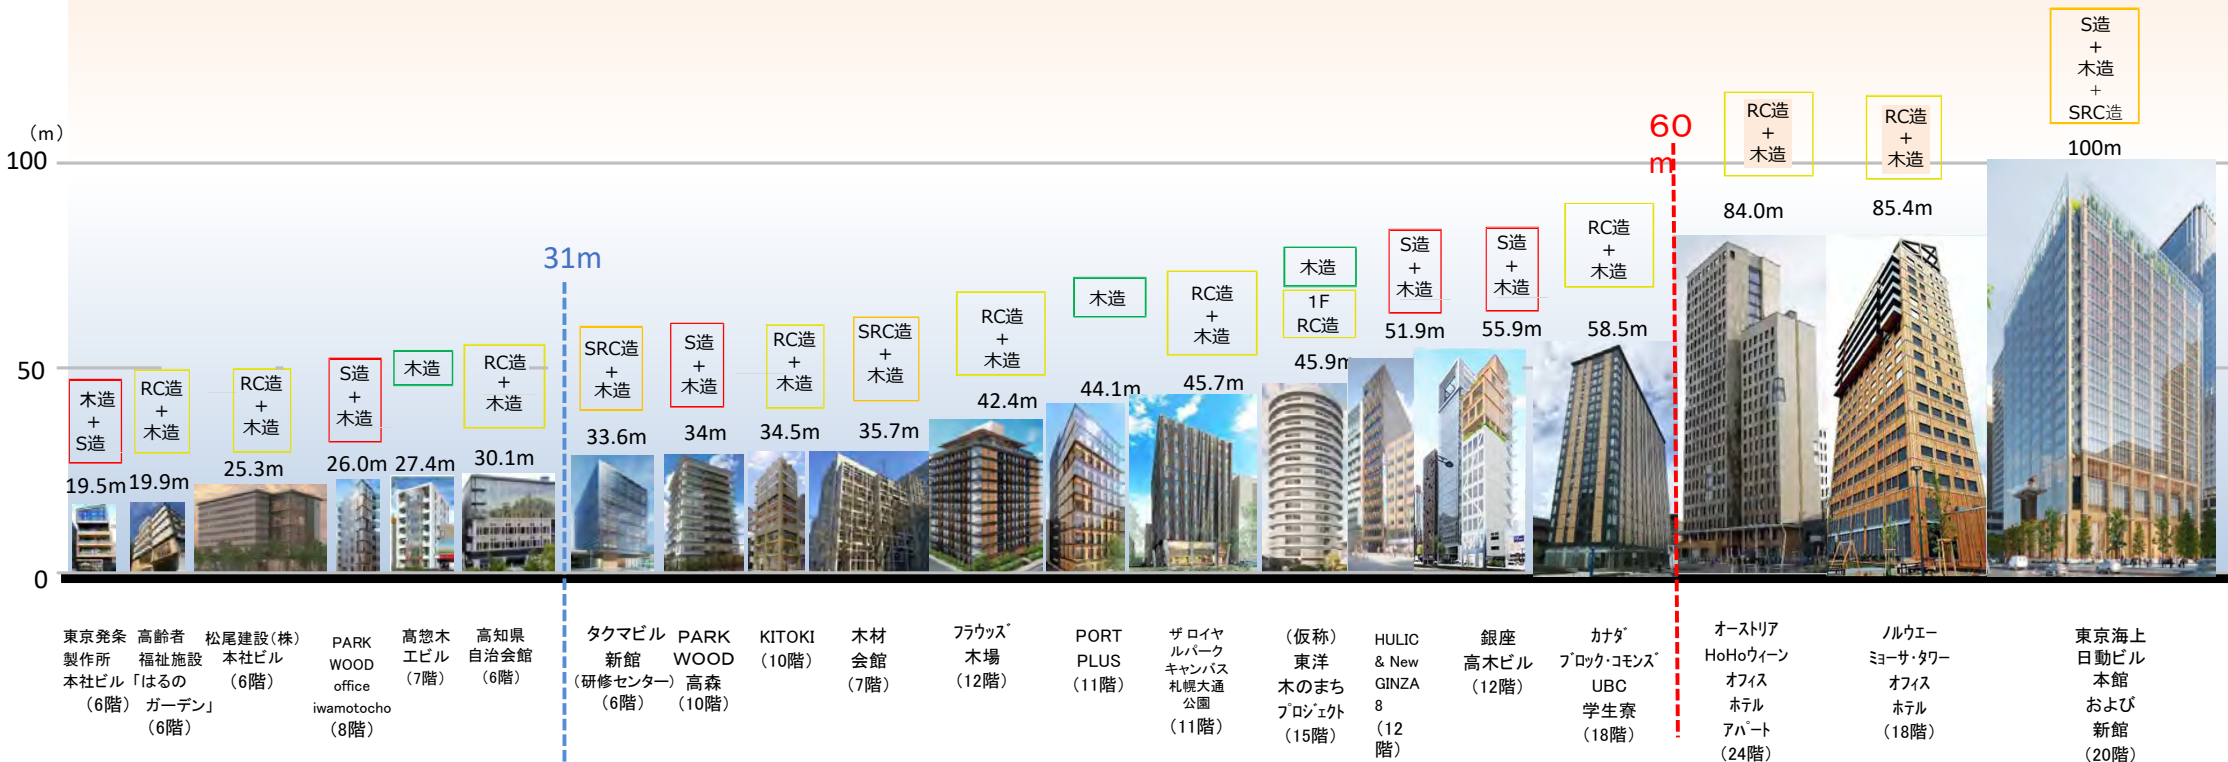 （m）
100
50
0
31m
60
m
木造
+
S造
19.5m
東京発条
製作所
本社ビル
（6階）
RC造
+
木造
19.9m
高齢者
福祉施設
「はるの
ガーデン」
（6階）
RC造
+
木造
25.3m
松尾建設（株）
本社ビル
（6階）
S造
+
木造
26.0m
PARK
WOOD
office
iwamotocho
（8階）
木造
27.4m
髙惣木
工ビル
（7階）
RC造
+
木造
30.1m
高知県
自治会館
（6階）
SRC造
+
木造
33.6m
タクマビル
新館
（研修センター）
（6階）
S造
+
木造
34m
PARK
WOOD
高森
（10階）
RC造
+
木造
34.5m
KITOKI
（10階）
SRC造
+
木造
35.7m
木材
会館
（7階）
RC造
+
木造
42.4m
ﾌﾗｳｯｽﾞ
木場
（12階）
木造
44.1m
PORT
PLUS
（11階）
RC造
+
木造
45.7m
ザ ロイヤ
ルパーク
キャンバス
札幌大通
公園
（11階）
木造
1F
RC造
45.9m
（仮称）
東洋
木のまち
ﾌﾟﾛｼﾞｪｸﾄ
（15階）
S造
+
木造
51.9m
HULIC
& New
GINZA
8
（12
階）
S造
+
木造
55.9m
銀座
高木ビル
（12階）
RC造
+
木造
58.5m
ｶﾅﾀﾞ
ﾌﾞﾛｯｸ･ｺﾓﾝｽﾞ
UBC
学生寮
（18階）
RC造
+
木造
84.0m
オーストリア
HoHoウィーン
オフィス
ホテル
アパート
（24階）
RC造
+
木造
85.4m
ﾉﾙｳｴｰ
ﾐｮｰｻ･ﾀﾜｰ
オフィス
ホテル
（18階）
S造
+
木造
+
SRC造
100m
東京海上
日動ビル
本館
および
新館
（20階）